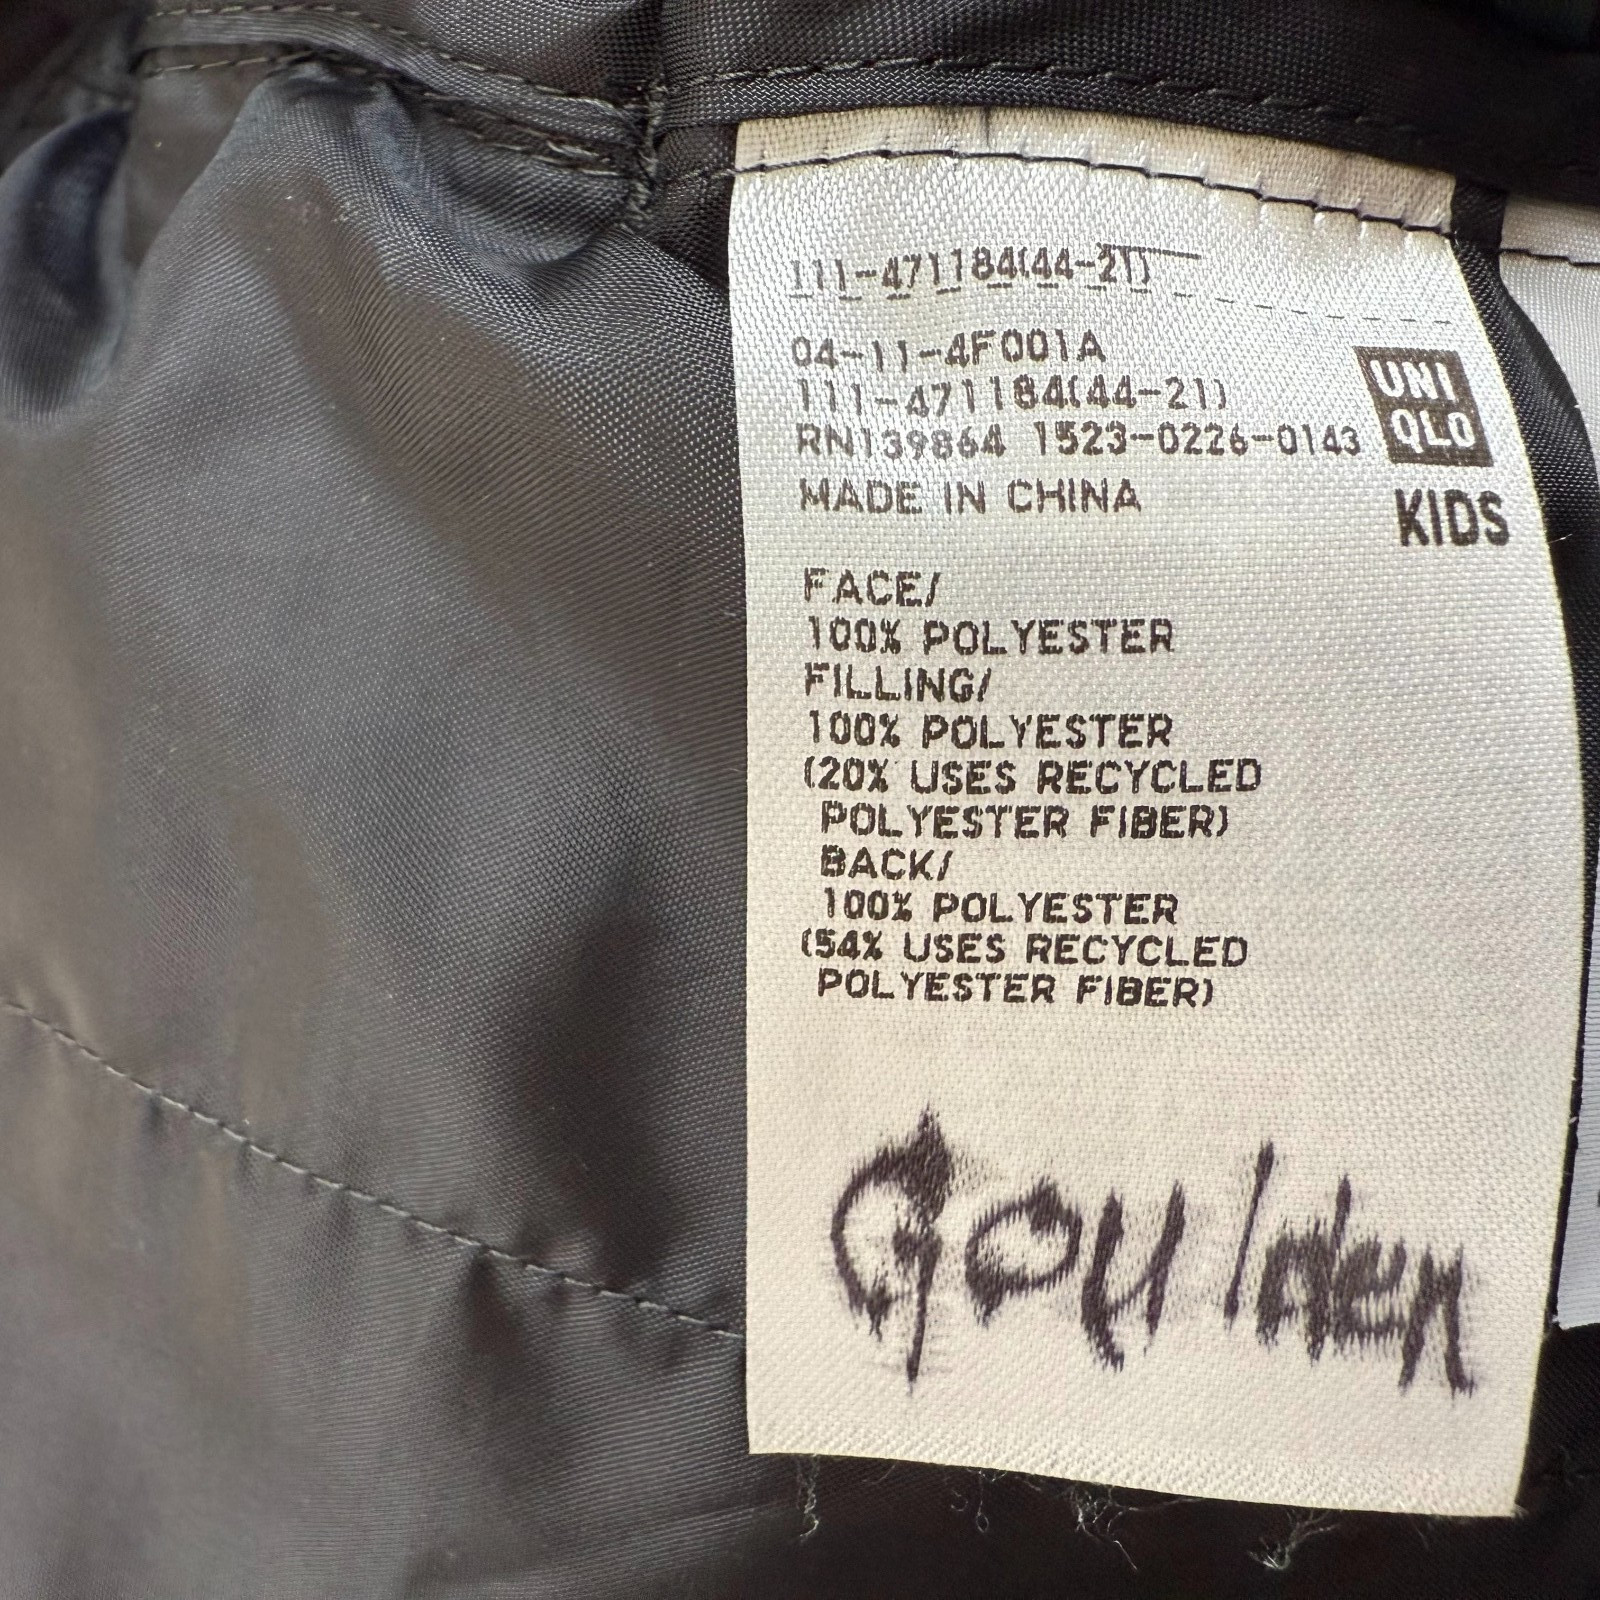 111-471184(44-21)
04-11-4F001A
111-471184(44-21)
RN139864 1523-0226-0143
UNI
QLO
KIDS
MADE IN CHINA
FACE/
100% POLYESTER
FILLING/
100% POLYESTER
(20% USES RECYCLED
POLYESTER FIBER)
BACK/
100% POLYESTER
(54% USES RECYCLED
POLYESTER FIBER)
Goulden